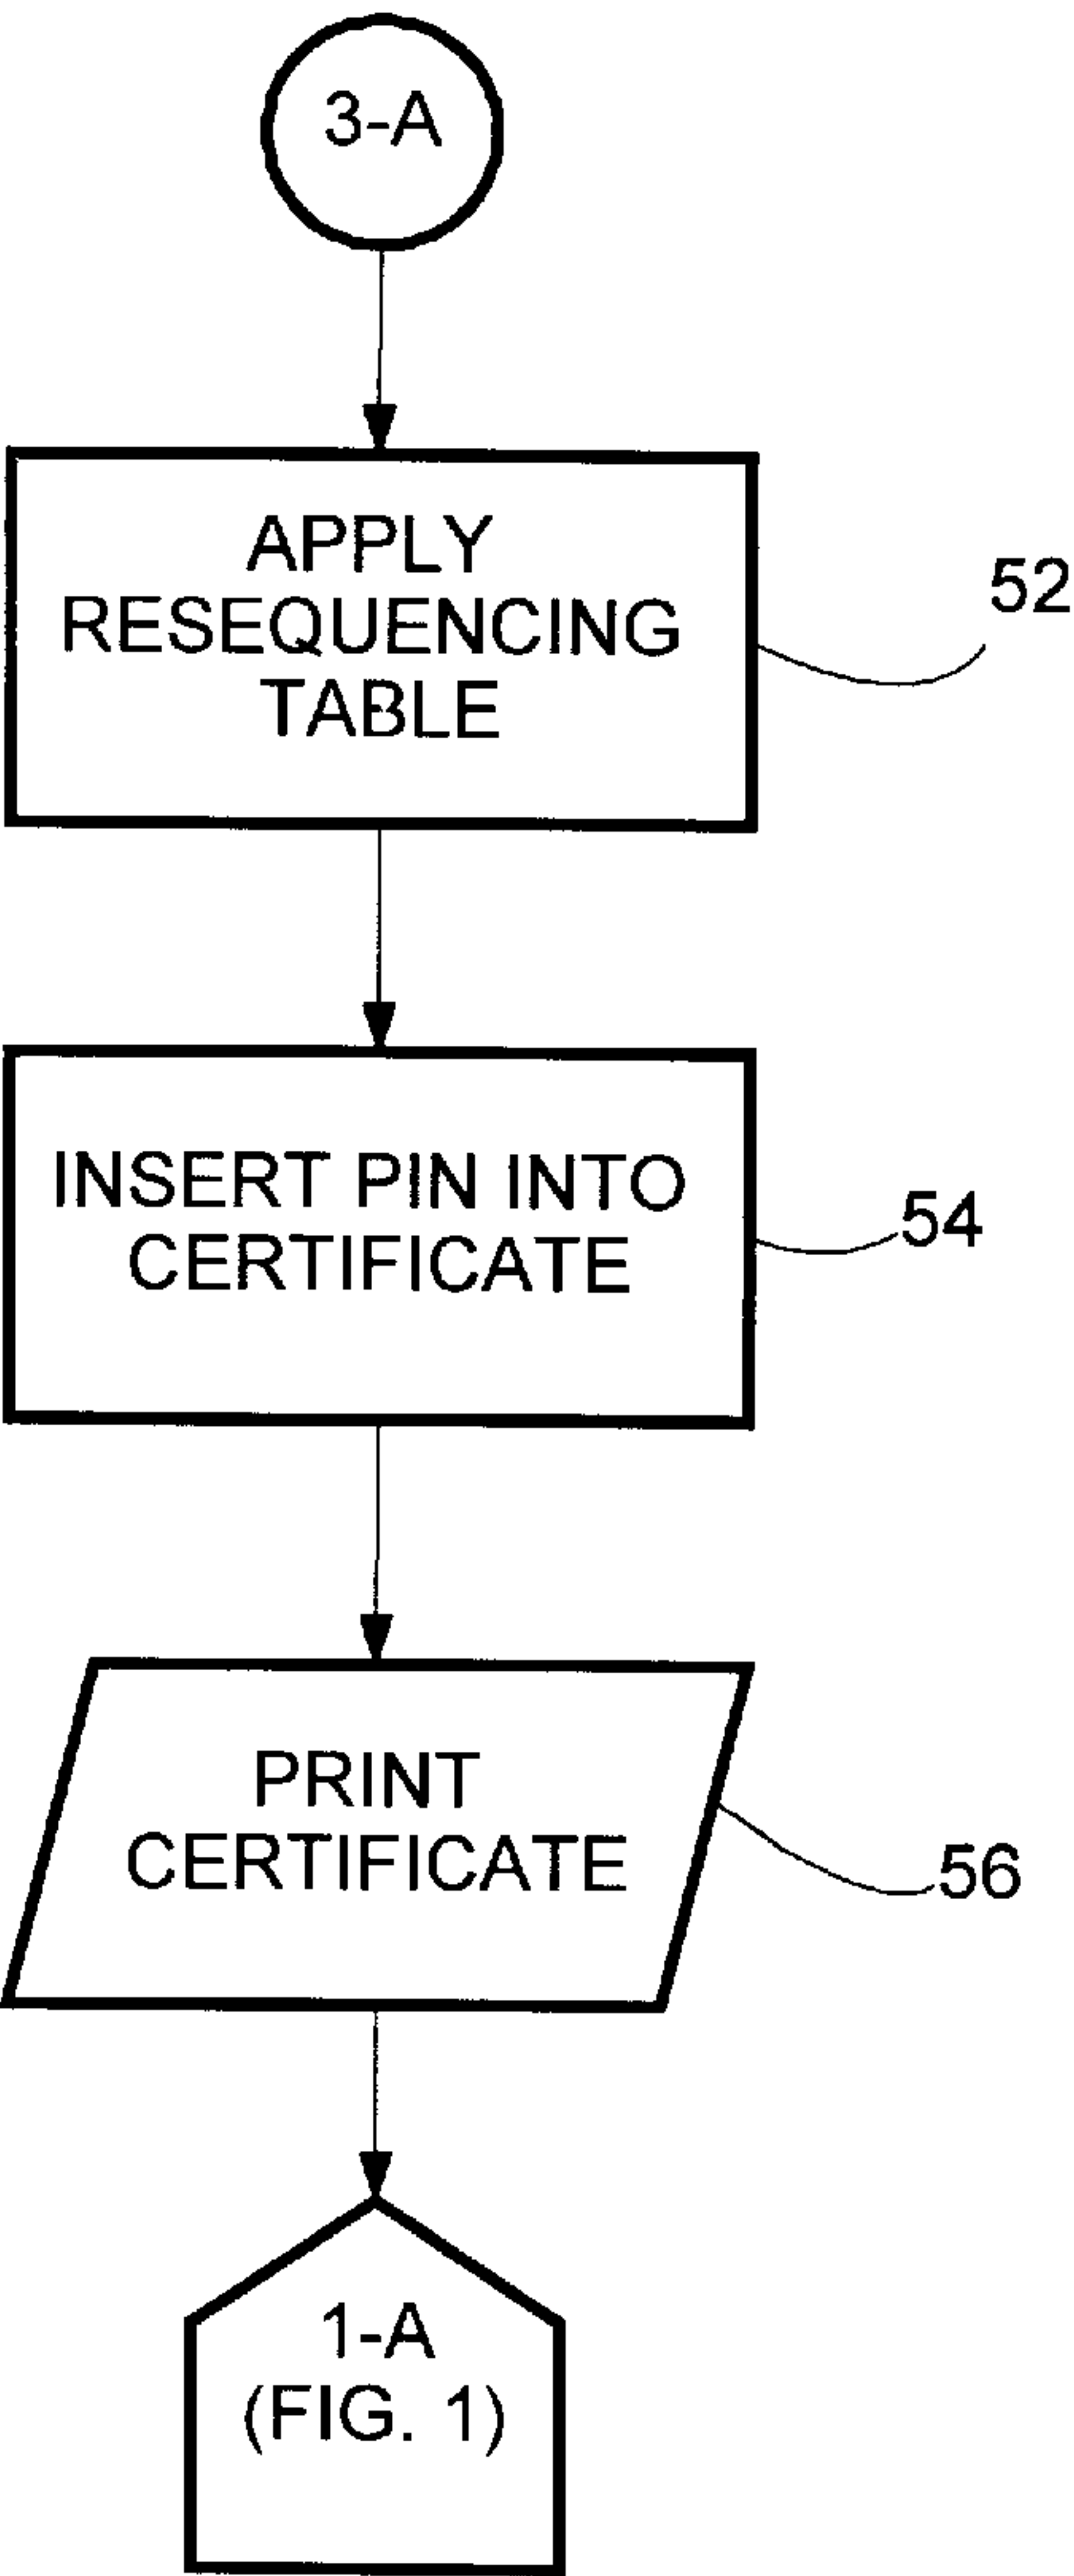 3-A
APPLY
RESEQUENCING
TABLE
52
INSERT PIN INTO
CERTIFICATE
54
PRINT
CERTIFICATE
56
1-A
(FIG. 1)